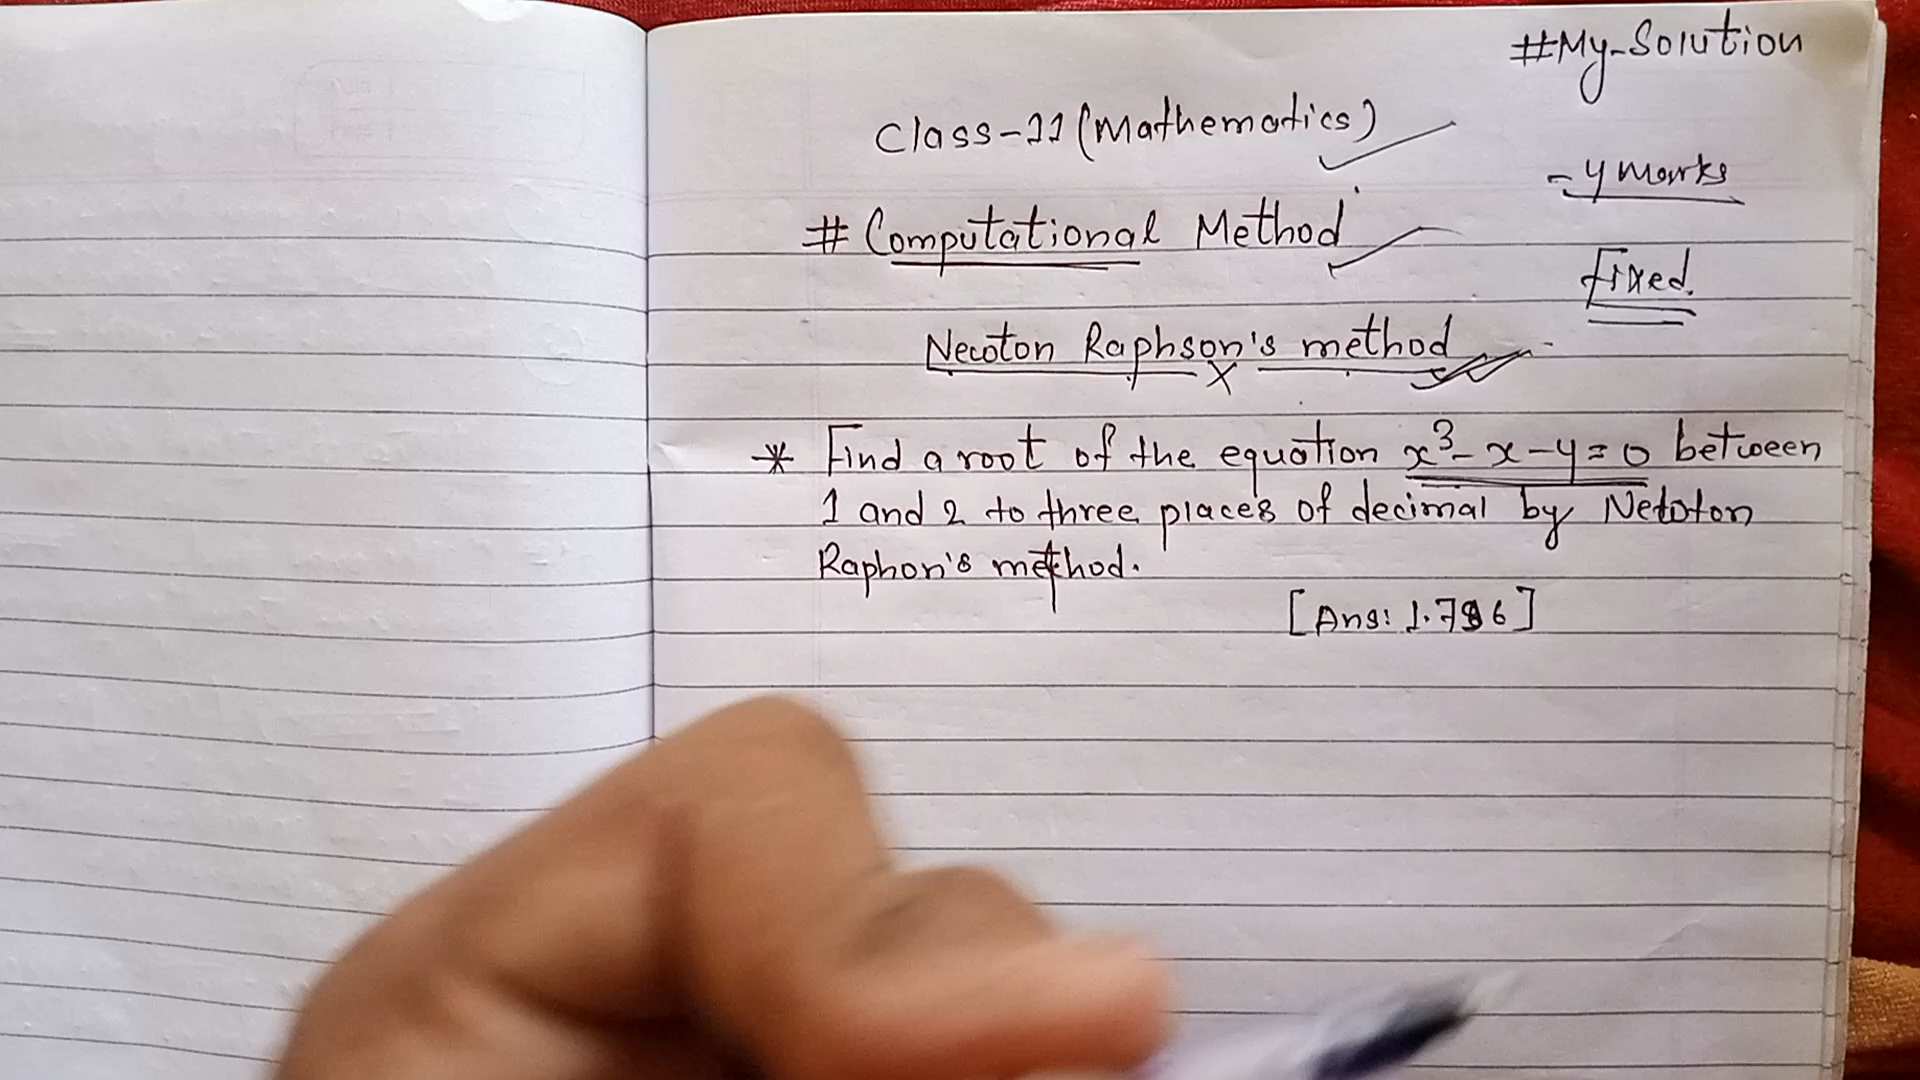 #My-Solution
Class-11 (Mathematics)
- 4 marks
# Computational Method
Fixed.
Newton Raphson's method
* Find a root of the equation x³- x-4=0 between
1 and 2 to three places of decimal by Newton
Raphon's method.
[Ans: 1.796]